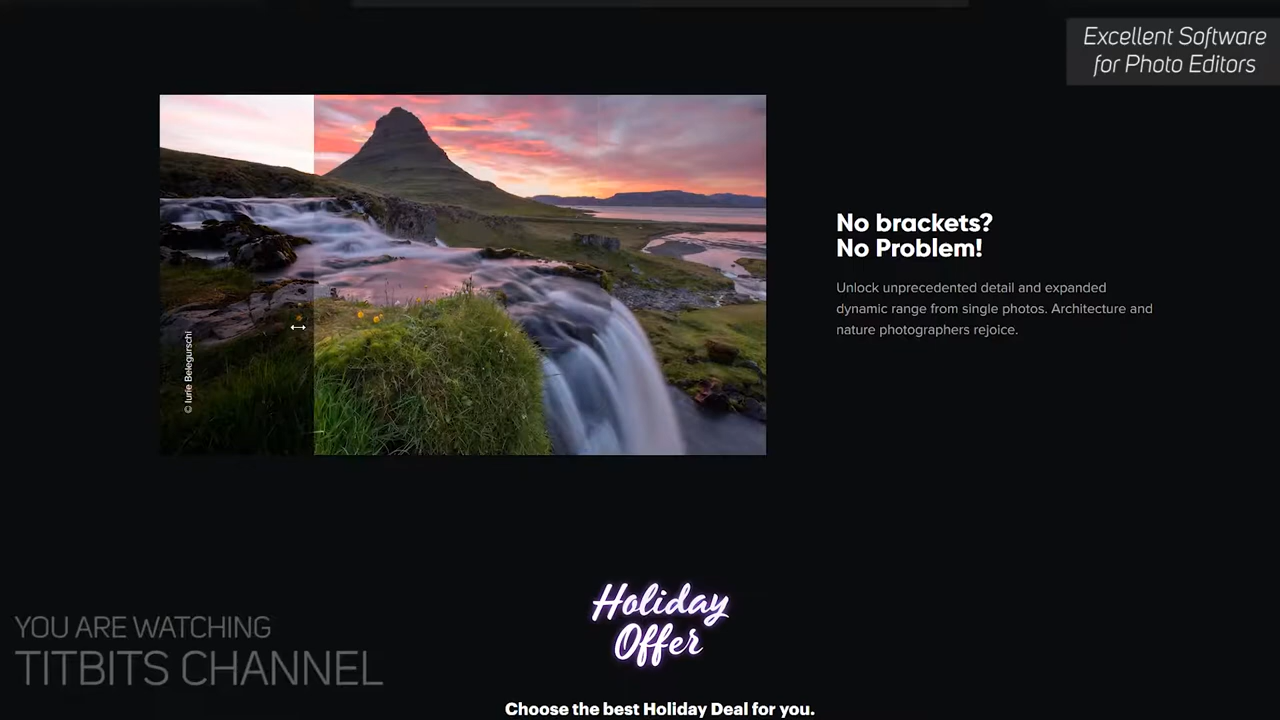 Excellent Software
for Photo Editors
No brackets?
No Problem!
Unlock unprecedented detail and expanded
dynamic range from single photos. Architecture and
nature photographers rejoice.
© Iurie Belegurschi
Holiday
Offer
YOU ARE WATCHING
TITBITS CHANNEL
Choose the best Holiday Deal for you.